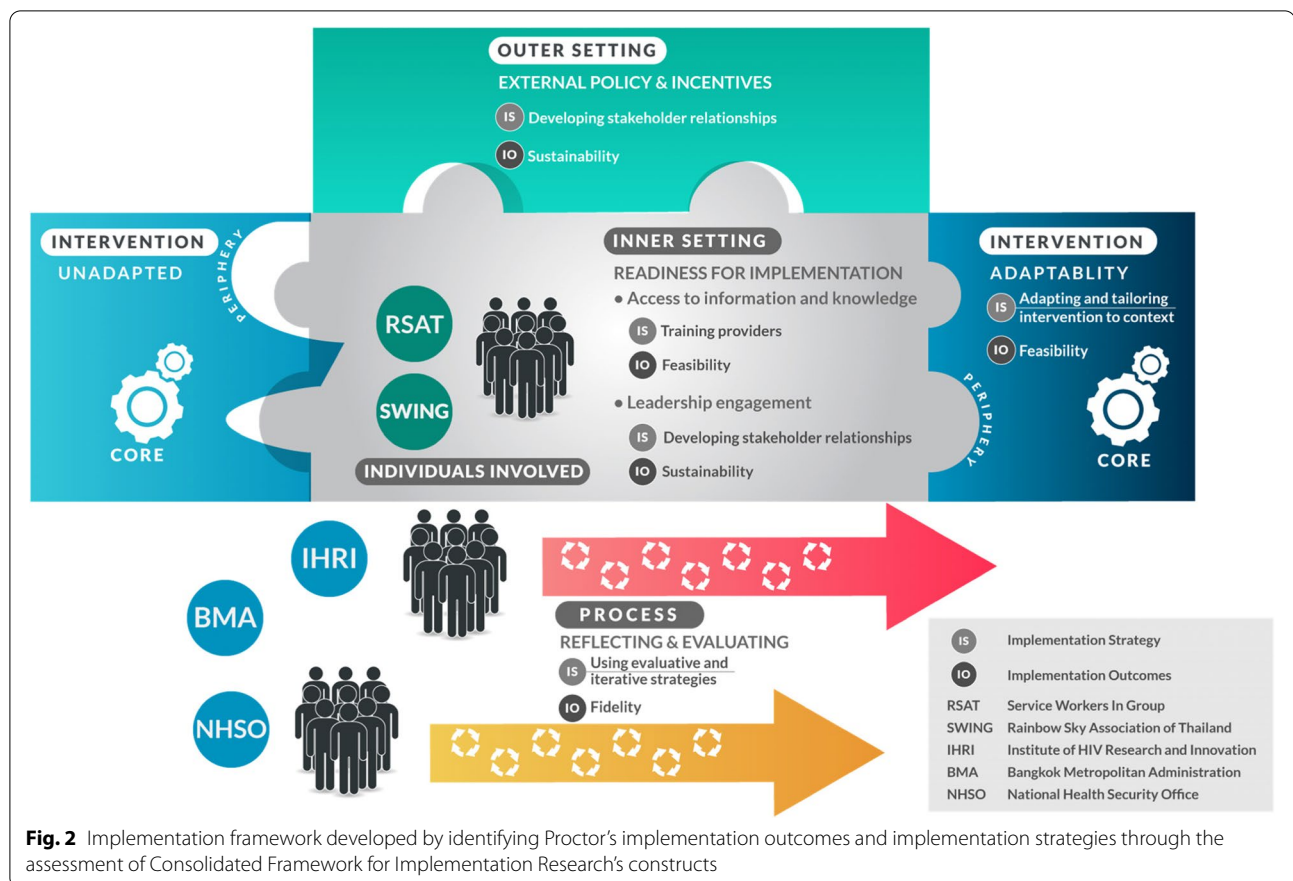 OUTER SETTING
EXTERNAL POLICY & INCENTIVES
IS Developing stakeholder relationships
IO Sustainability
INTERVENTION
UNADAPTED
PERIPHERY
CORE
RSAT
SWING
INDIVIDUALS INVOLVED
INNER SETTING
READINESS FOR IMPLEMENTATION
• Access to information and knowledge
IS Training providers
IO Feasibility
• Leadership engagement
IS Developing stakeholder relationships
IO Sustainability
INTERVENTION
ADAPTABLITY
IS Adapting and tailoring
intervention to context
IO Feasibility
PERIPHERY
CORE
IHRI
BMA
NHSO
PROCESS
REFLECTING & EVALUATING
IS Using evaluative and
iterative strategies
IO Fidelity
IS Implementation Strategy
IO Implementation Outcomes
RSAT Service Workers In Group
SWING Rainbow Sky Association of Thailand
IHRI Institute of HIV Research and Innovation
BMA Bangkok Metropolitan Administration
NHSO National Health Security Office
Fig. 2 Implementation framework developed by identifying Proctor's implementation outcomes and implementation strategies through the
assessment of Consolidated Framework for Implementation Research's constructs